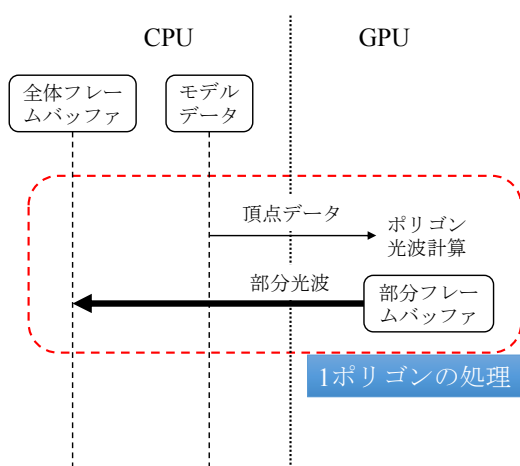 CPU
GPU
全体フレー
ムバッファ
モデル
データ
頂点データ
ポリゴン
光波計算
部分光波
部分フレー
ムバッファ
1ポリゴンの処理